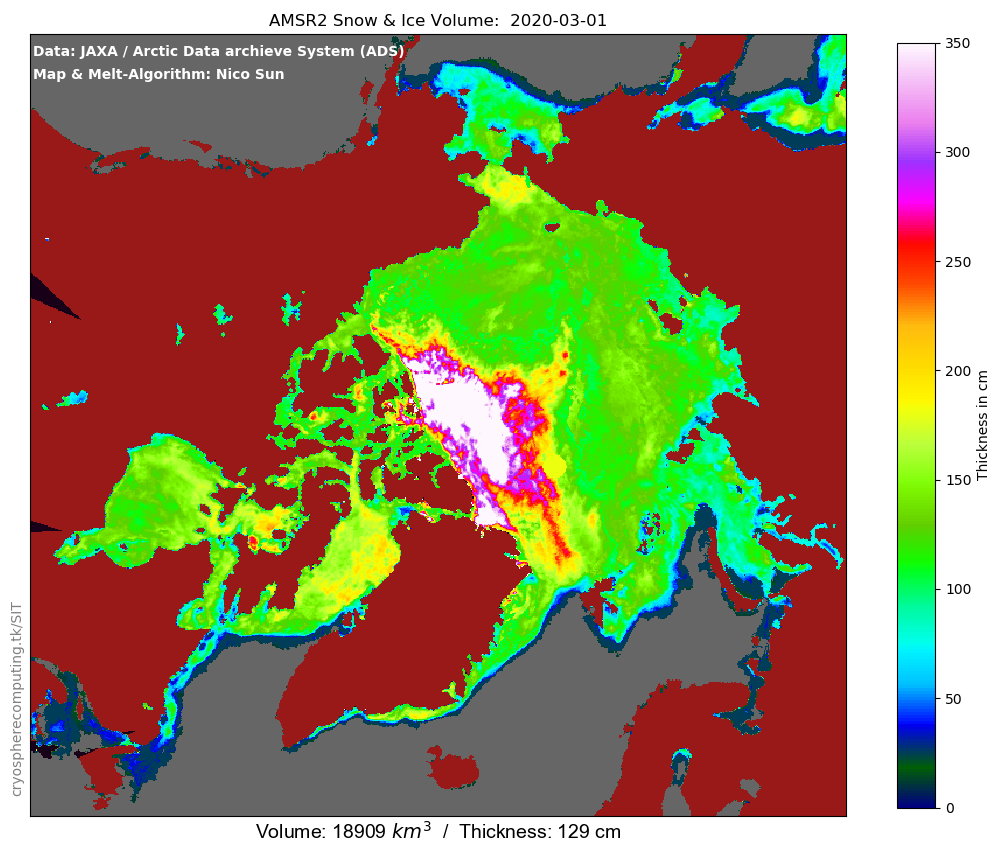 AMSR2 Snow & Ice Volume: 2020-03-01
Data: JAXA / Arctic Data archieve System (ADS)
Map & Melt-Algorithm: Nico Sun
350
300
250
200
150
100
50
0
Thickness in cm
cryospherecomputing.tk/SIT
Volume: 18909 km³ / Thickness: 129 cm